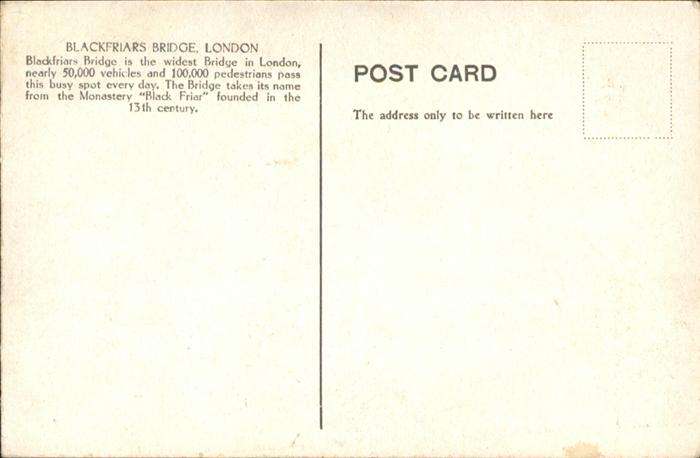 BLACKFRIARS BRIDGE, LONDON
Blackfriars Bridge is the widest Bridge in London,
nearly 50,000 vehicles and 100,000 pedestrians pass
this busy spot every day. The Bridge takes its name
from the Monastery "Black Friar" founded in the
13th century.
POST CARD
The address only to be written here